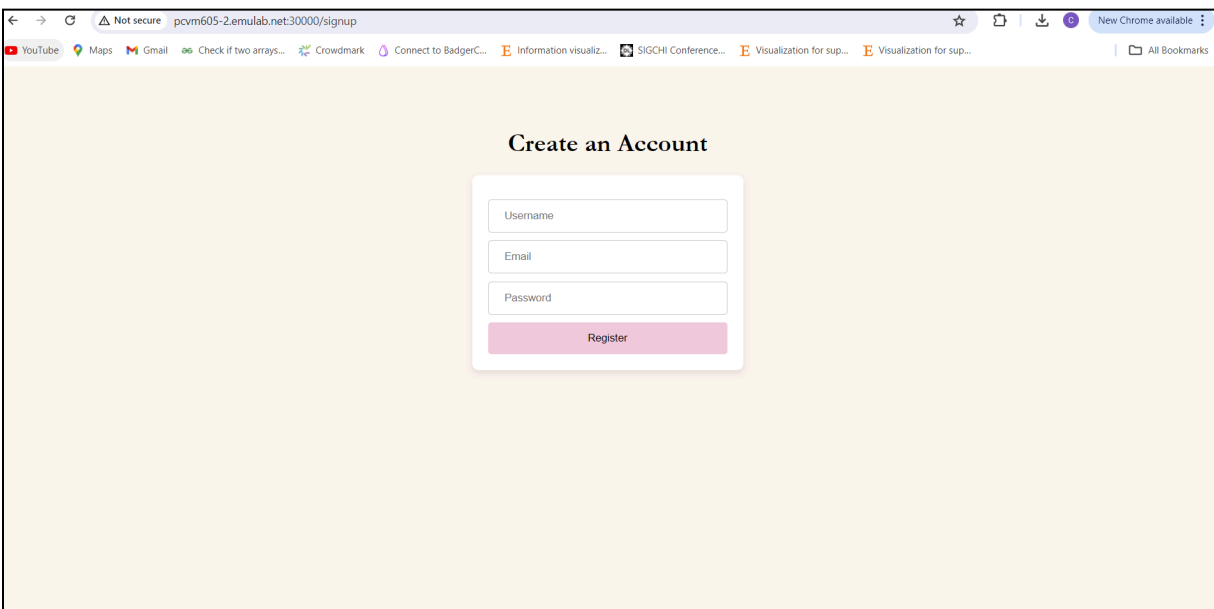 Not secure pcvm605-2.emulab.net:30000/signup New Chrome available
YouTube Maps Gmail Check if two arrays... Crowdmark Connect to BadgerC... Information visualiz... SIGCHI Conference... Visualization for sup... Visualization for sup... All Bookmarks
Create an Account
Username
Email
Password
Register